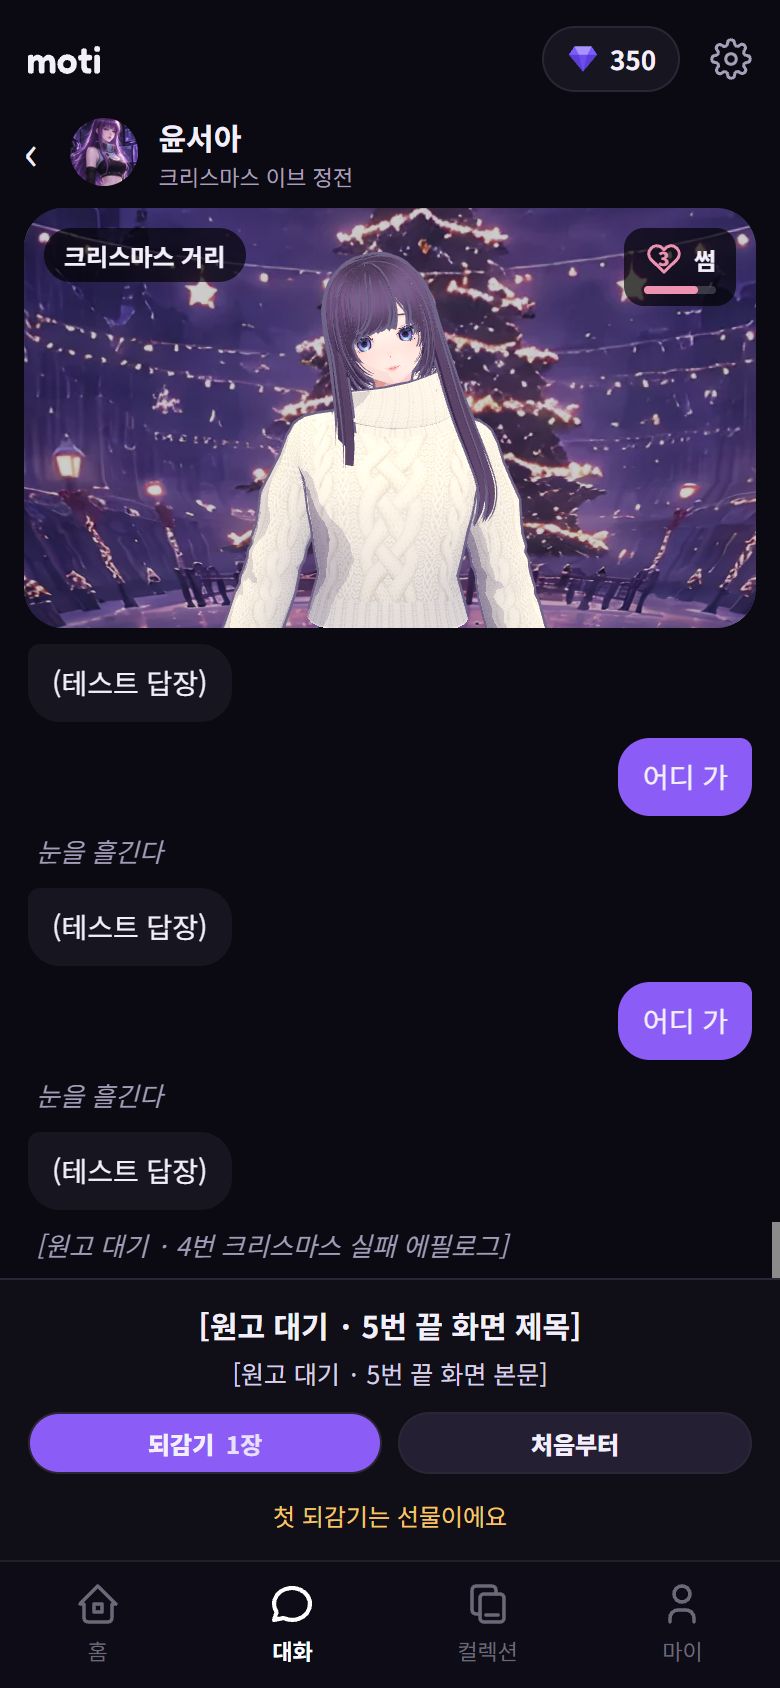 moti
350
윤서아
크리스마스 이브 정전
크리스마스 거리
3 썸
(테스트 답장)
어디 가
눈을 흘긴다
(테스트 답장)
어디 가
눈을 흘긴다
(테스트 답장)
[원고 대기 · 4번 크리스마스 실패 에필로그]
[원고 대기 · 5번 끝 화면 제목]
[원고 대기 · 5번 끝 화면 본문]
되감기 1장
처음부터
첫 되감기는 선물이에요
홈
대화
컬렉션
마이